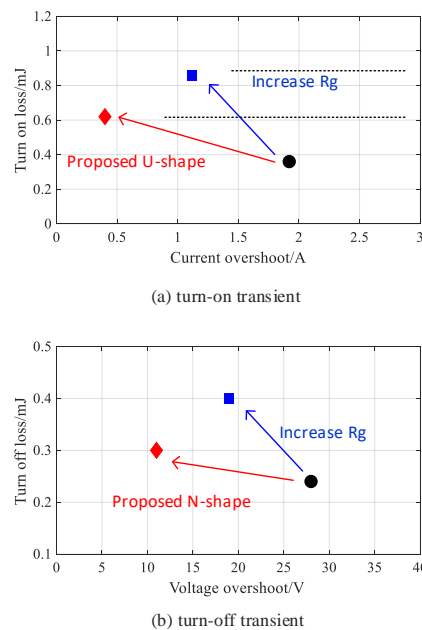 1.2
1
0.8
0.6
0.4
0.2
0
Turn on loss/mJ
Increase Rg
Proposed U-shape
0 0.5 1 1.5 2 2.5 3
Current overshoot/A
(a) turn-on transient
0.5
0.4
0.3
0.2
0.1
Turn off loss/mJ
Increase Rg
Proposed N-shape
0 5 10 15 20 25 30 35 40
Voltage overshoot/V
(b) turn-off transient